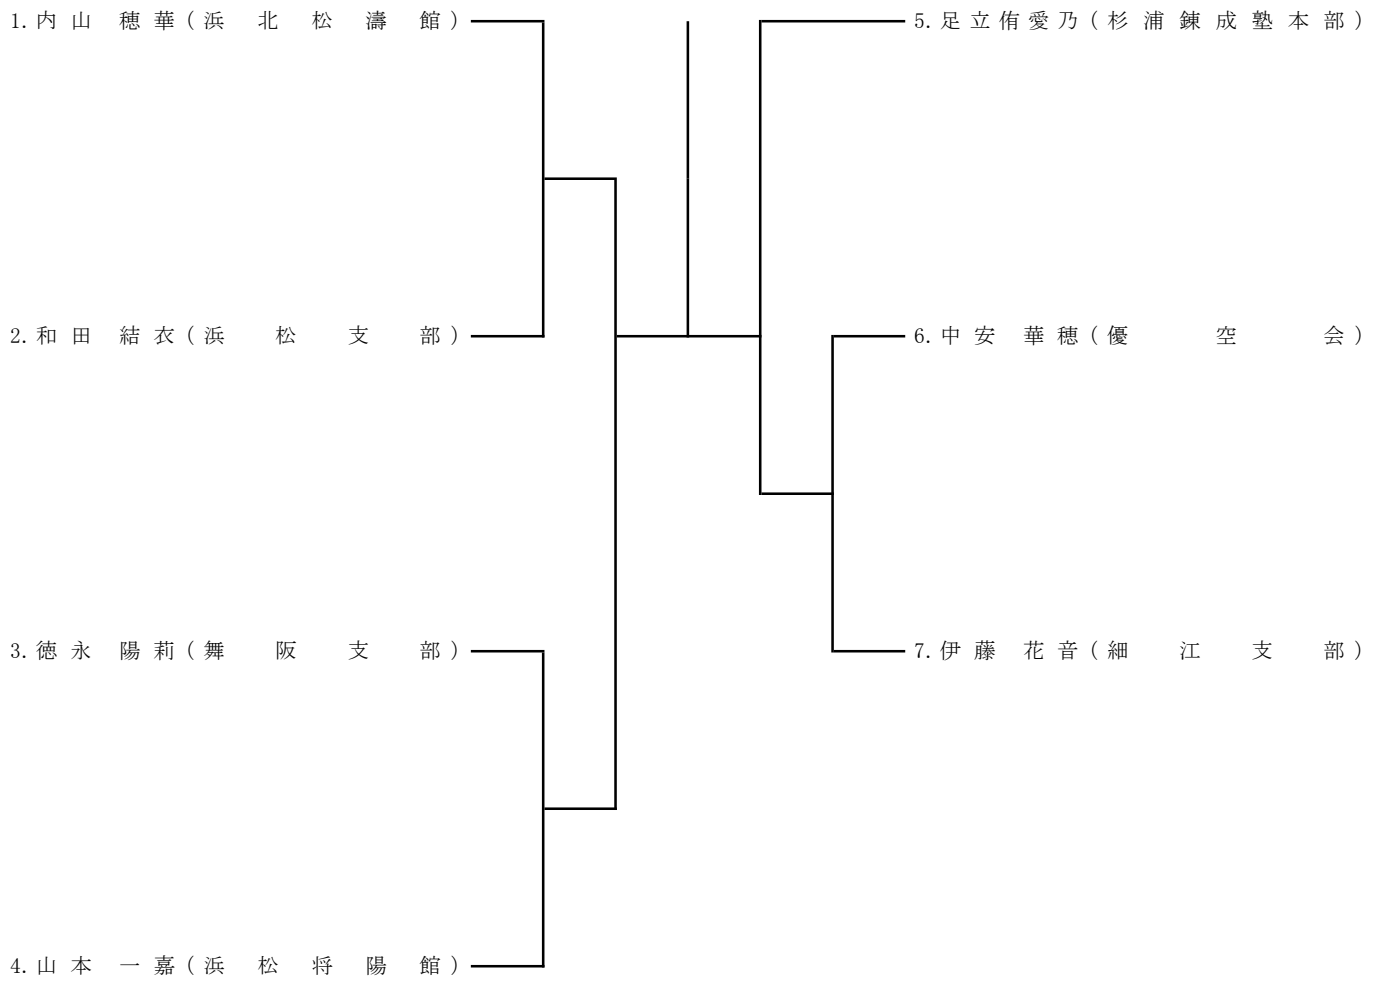 1. 内山 穂華(浜北松濤館)
2. 和田 結衣(浜松支部)
3. 徳永 陽莉(舞阪支部)
4. 山本 一嘉(浜松将陽館)
5. 足立侑愛乃(杉浦錬成塾本部)
6. 中安 華穂(優空会)
7. 伊藤 花音(細江支部)